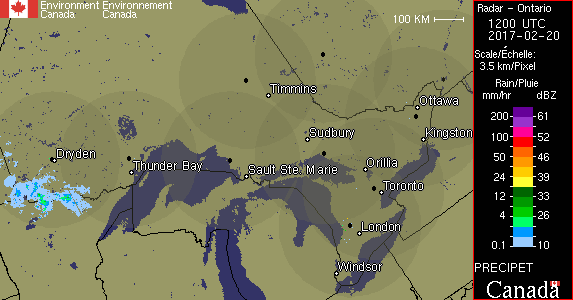 Environment Environnement
Canada Canada
100 KM
Timmins
Ottawa
Sudbury
Kingston
Dryden
Thunder Bay
Sault Ste. Marie
Orillia
Toronto
London
Windsor
Radar - Ontario
1200 UTC
2017-02-20
Scale/Échelle:
3.5 km/Pixel
Rain/Pluie
mm/hr dBZ
200 61
100 52
50 46
24 39
12 33
4 26
1 20
0.1 10
PRECIPET
Canada